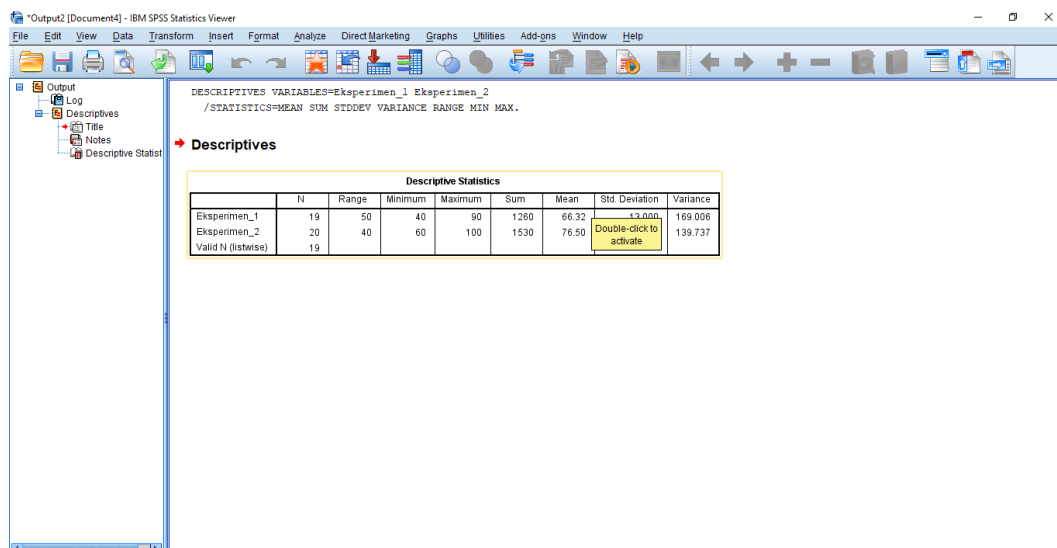 *Output2 [Document4] - IBM SPSS Statistics Viewer
File Edit View Data Transform Insert Format Analyze Direct Marketing Graphs Utilities Add-ons Window Help
Output
Log
Descriptives
Title
Notes
Descriptive Statist
DESCRIPTIVES VARIABLES=Eksperimen_1 Eksperimen_2
/STATISTICS=MEAN SUM STDDEV VARIANCE RANGE MIN MAX.
Descriptives
Descriptive Statistics
N Range Minimum Maximum Sum Mean Std. Deviation Variance
Eksperimen_1 19 50 40 90 1260 66.32 13.000 169.006
Eksperimen_2 20 40 60 100 1530 76.50 139.737
Valid N (listwise) 19
Double-click to
activate